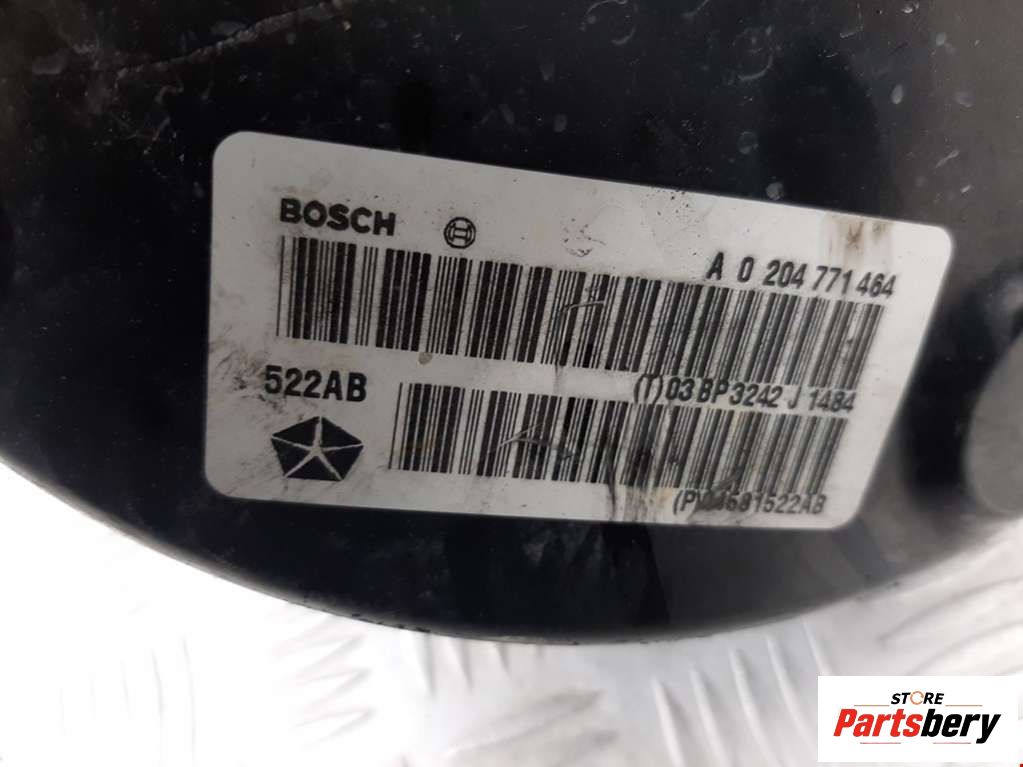 BOSCH
A 0 204 771 464
522AB
(T) 03 BP 3242 J 1484
STORE
Partsbery